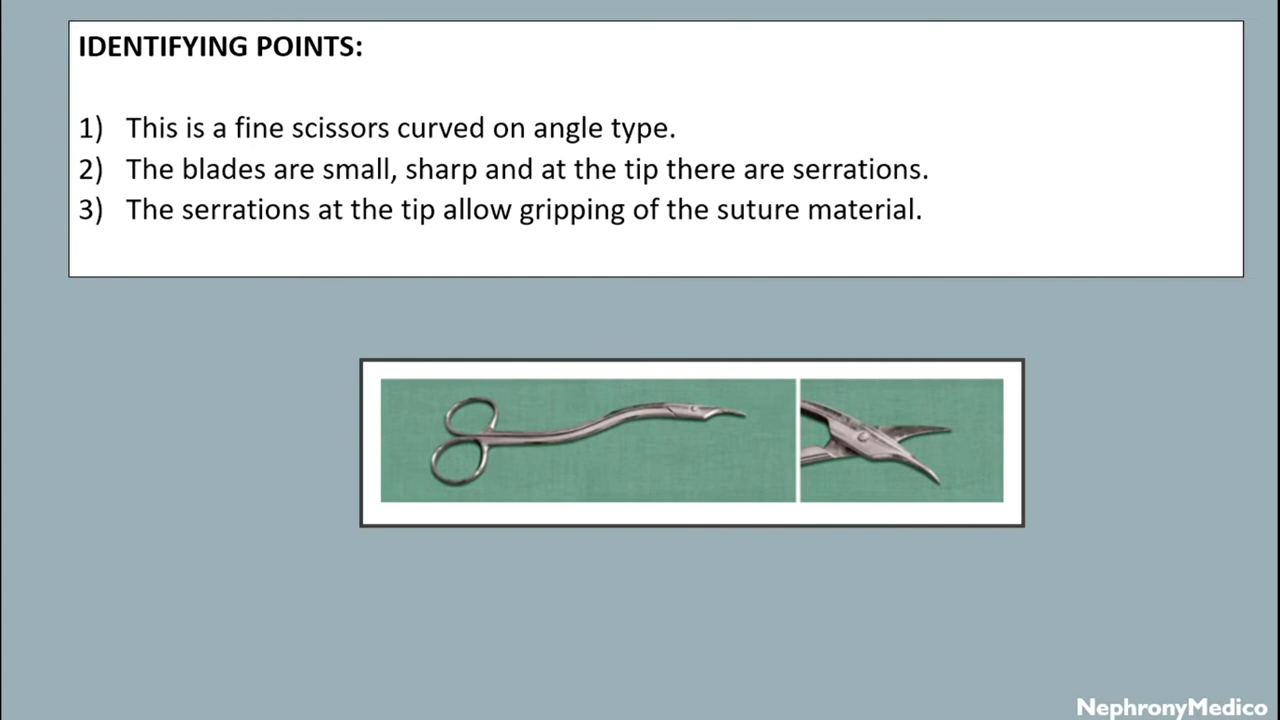 IDENTIFYING POINTS:
1) This is a fine scissors curved on angle type.
2) The blades are small, sharp and at the tip there are serrations.
3) The serrations at the tip allow gripping of the suture material.
NephronyMedico